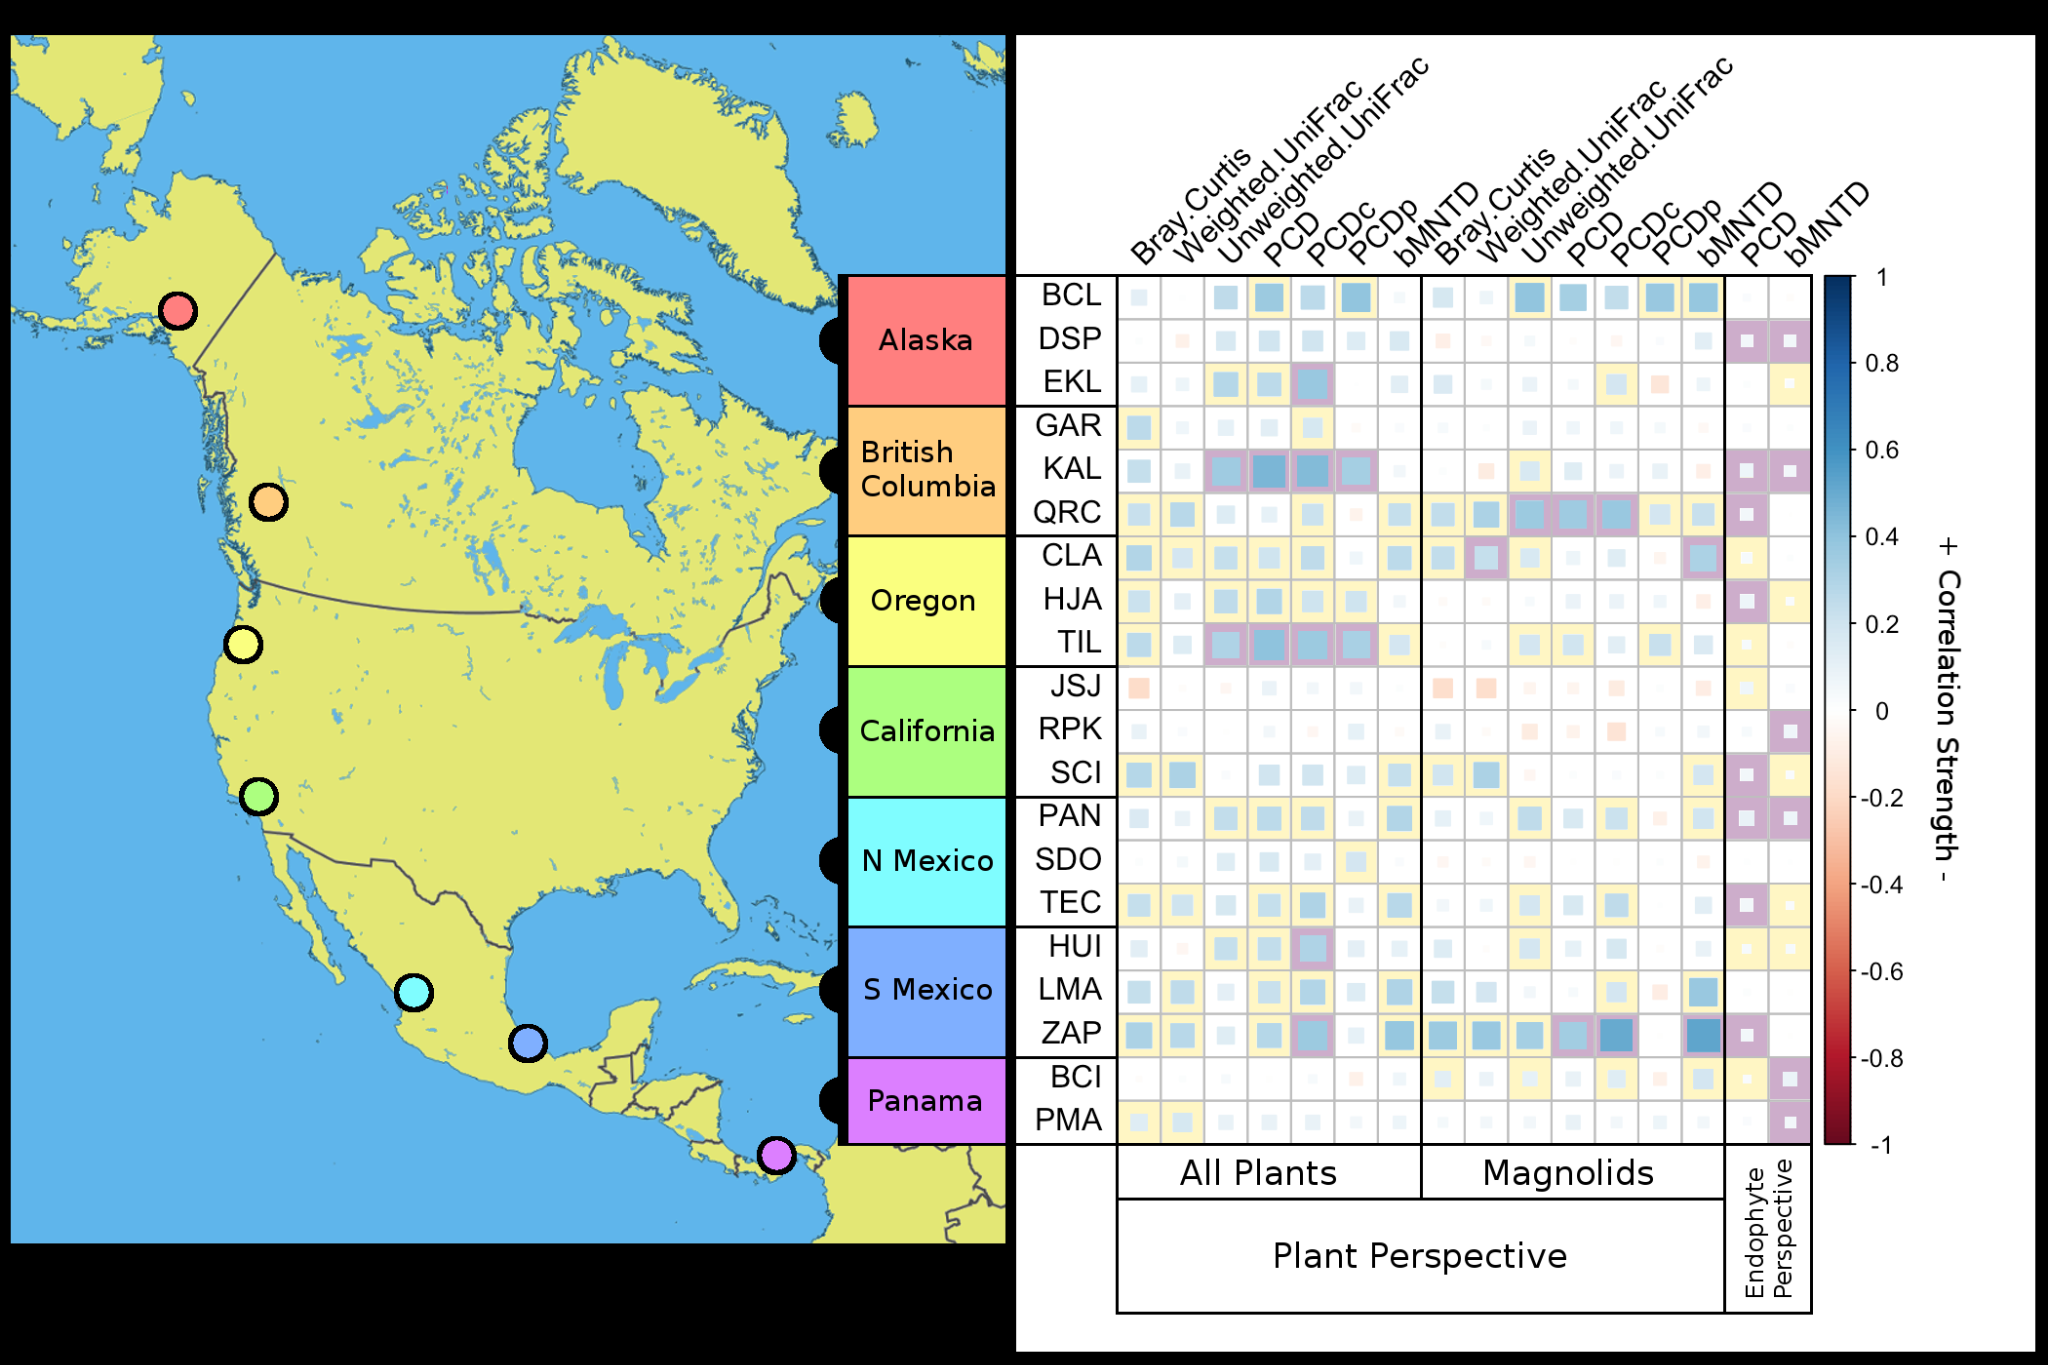 Bray.Curtis
Weighted.UniFrac
Unweighted.UniFrac
PCD
PCDc
PCDp
bMNTD
Bray.Curtis
Weighted.UniFrac
Unweighted.UniFrac
PCD
PCDc
PCDp
bMNTD
PCD
bMNTD
Alaska
British
Columbia
Oregon
California
N Mexico
S Mexico
Panama
BCL
DSP
EKL
GAR
KAL
QRC
CLA
HJA
TIL
JSJ
RPK
SCI
PAN
SDO
TEC
HUI
LMA
ZAP
BCI
PMA
1
0.8
0.6
0.4
0.2
0
-0.2
-0.4
-0.6
-0.8
-1
+ Correlation Strength -
All Plants
Magnolids
Plant Perspective
Endophyte
Perspective